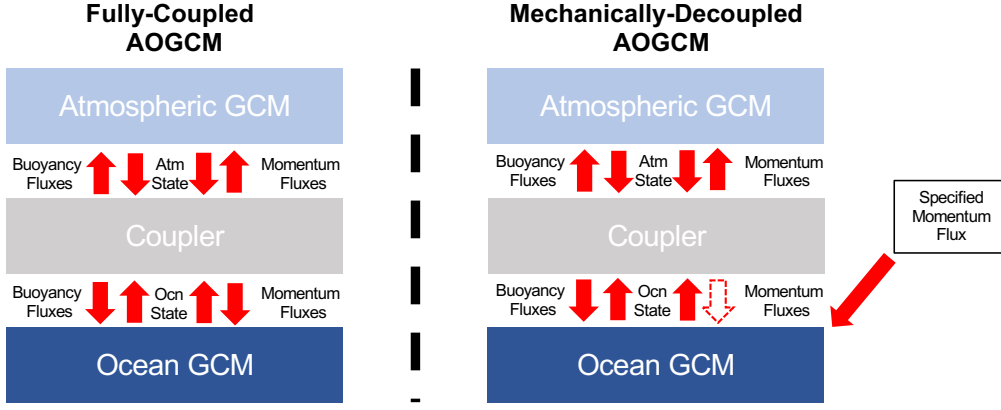 Fully-Coupled
AOGCM
Atmospheric GCM
Buoyancy
Fluxes
Atm
State
Momentum
Fluxes
Coupler
Buoyancy
Fluxes
Ocn
State
Momentum
Fluxes
Ocean GCM
Mechanically-Decoupled
AOGCM
Atmospheric GCM
Buoyancy
Fluxes
Atm
State
Momentum
Fluxes
Coupler
Buoyancy
Fluxes
Ocn
State
Momentum
Fluxes
Ocean GCM
Specified
Momentum
Flux